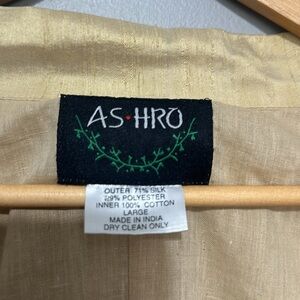 AS·HRO
OUTER 71% SILK
29% POLYESTER
INNER 100% COTTON
LARGE
MADE IN INDIA
DRY CLEAN ONLY